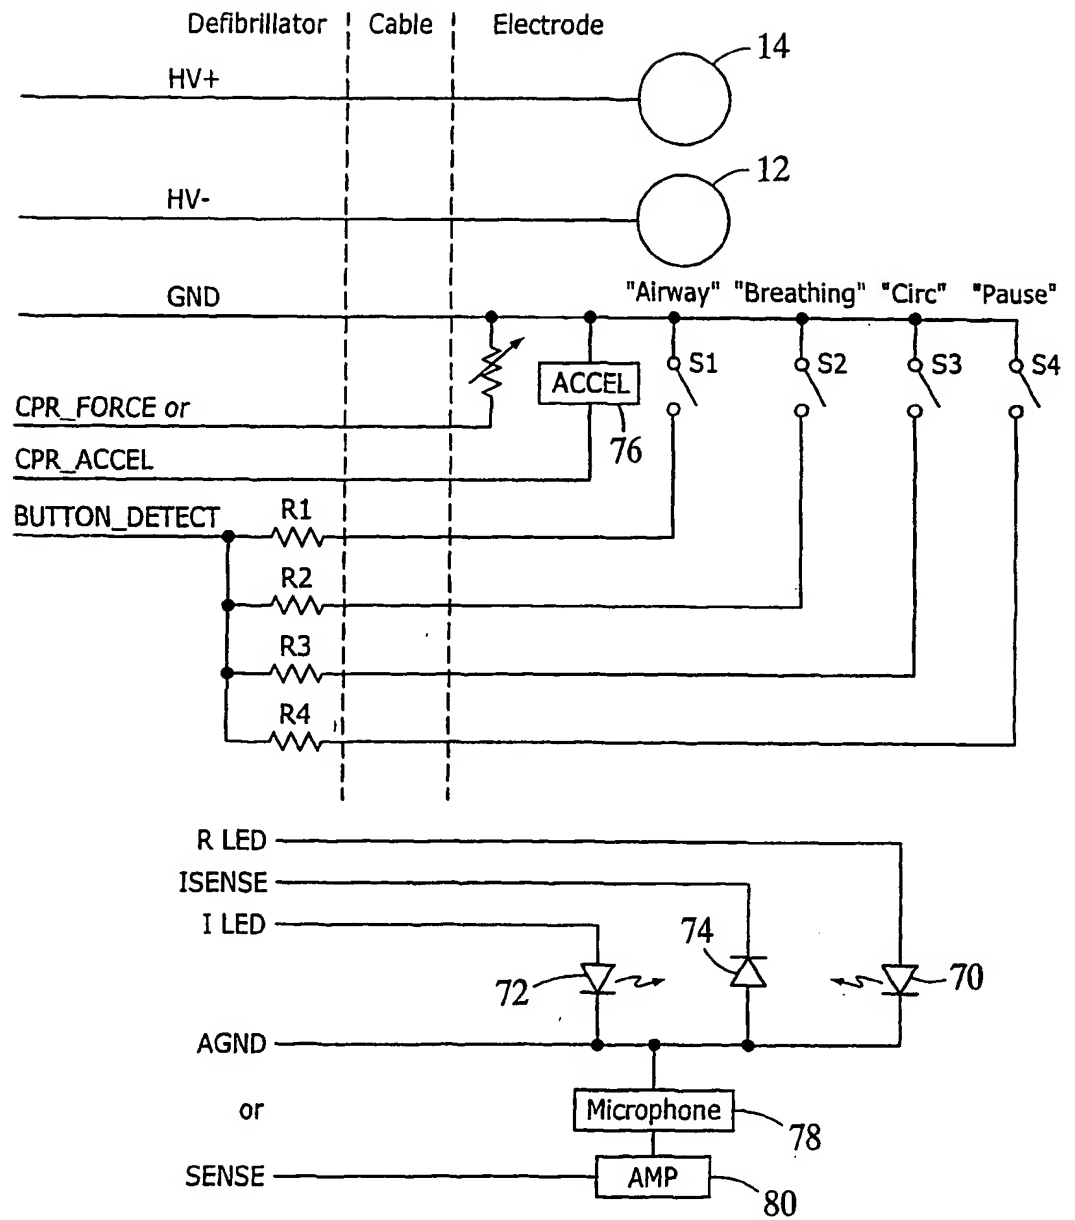 Defibrillator Cable Electrode
14
HV+
12
HV-
"Airway" "Breathing" "Circ" "Pause"
GND
S1 S2 S3 S4
ACCEL
CPR_FORCE or
76
CPR_ACCEL
R1
BUTTON_DETECT
R2
R3
R4
R LED
ISENSE
I LED
74
72
70
AGND
or
Microphone
78
SENSE
AMP
80